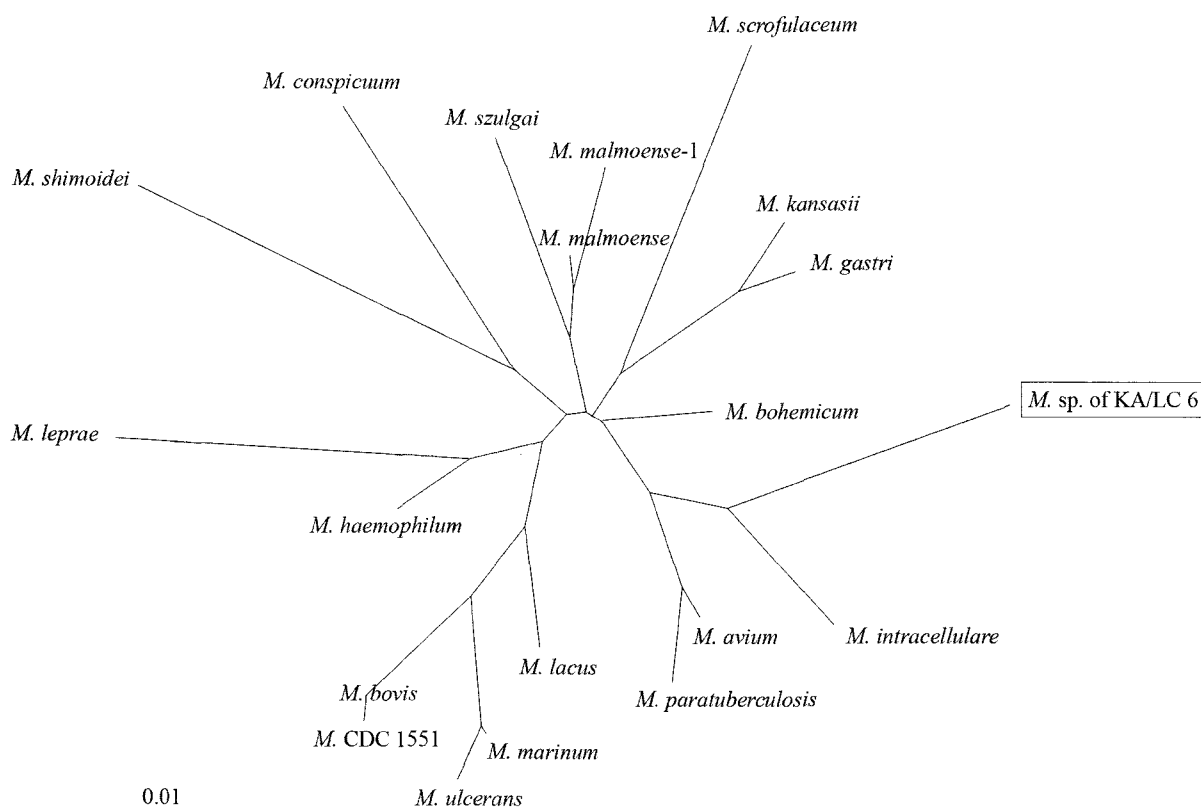 M. scrofulaceum
M. conspicuum
M. szulgai
M. malmoense-1
M. shimoidei
M. kansasii
M. malmoense
M. gastri
M. sp. of KA/LC 6
M. bohemicum
M. leprae
M. haemophilum
M. avium
M. intracellulare
M. lacus
M. bovis
M. paratuberculosis
M. CDC 1551
M. marinum
0.01
M. ulcerans